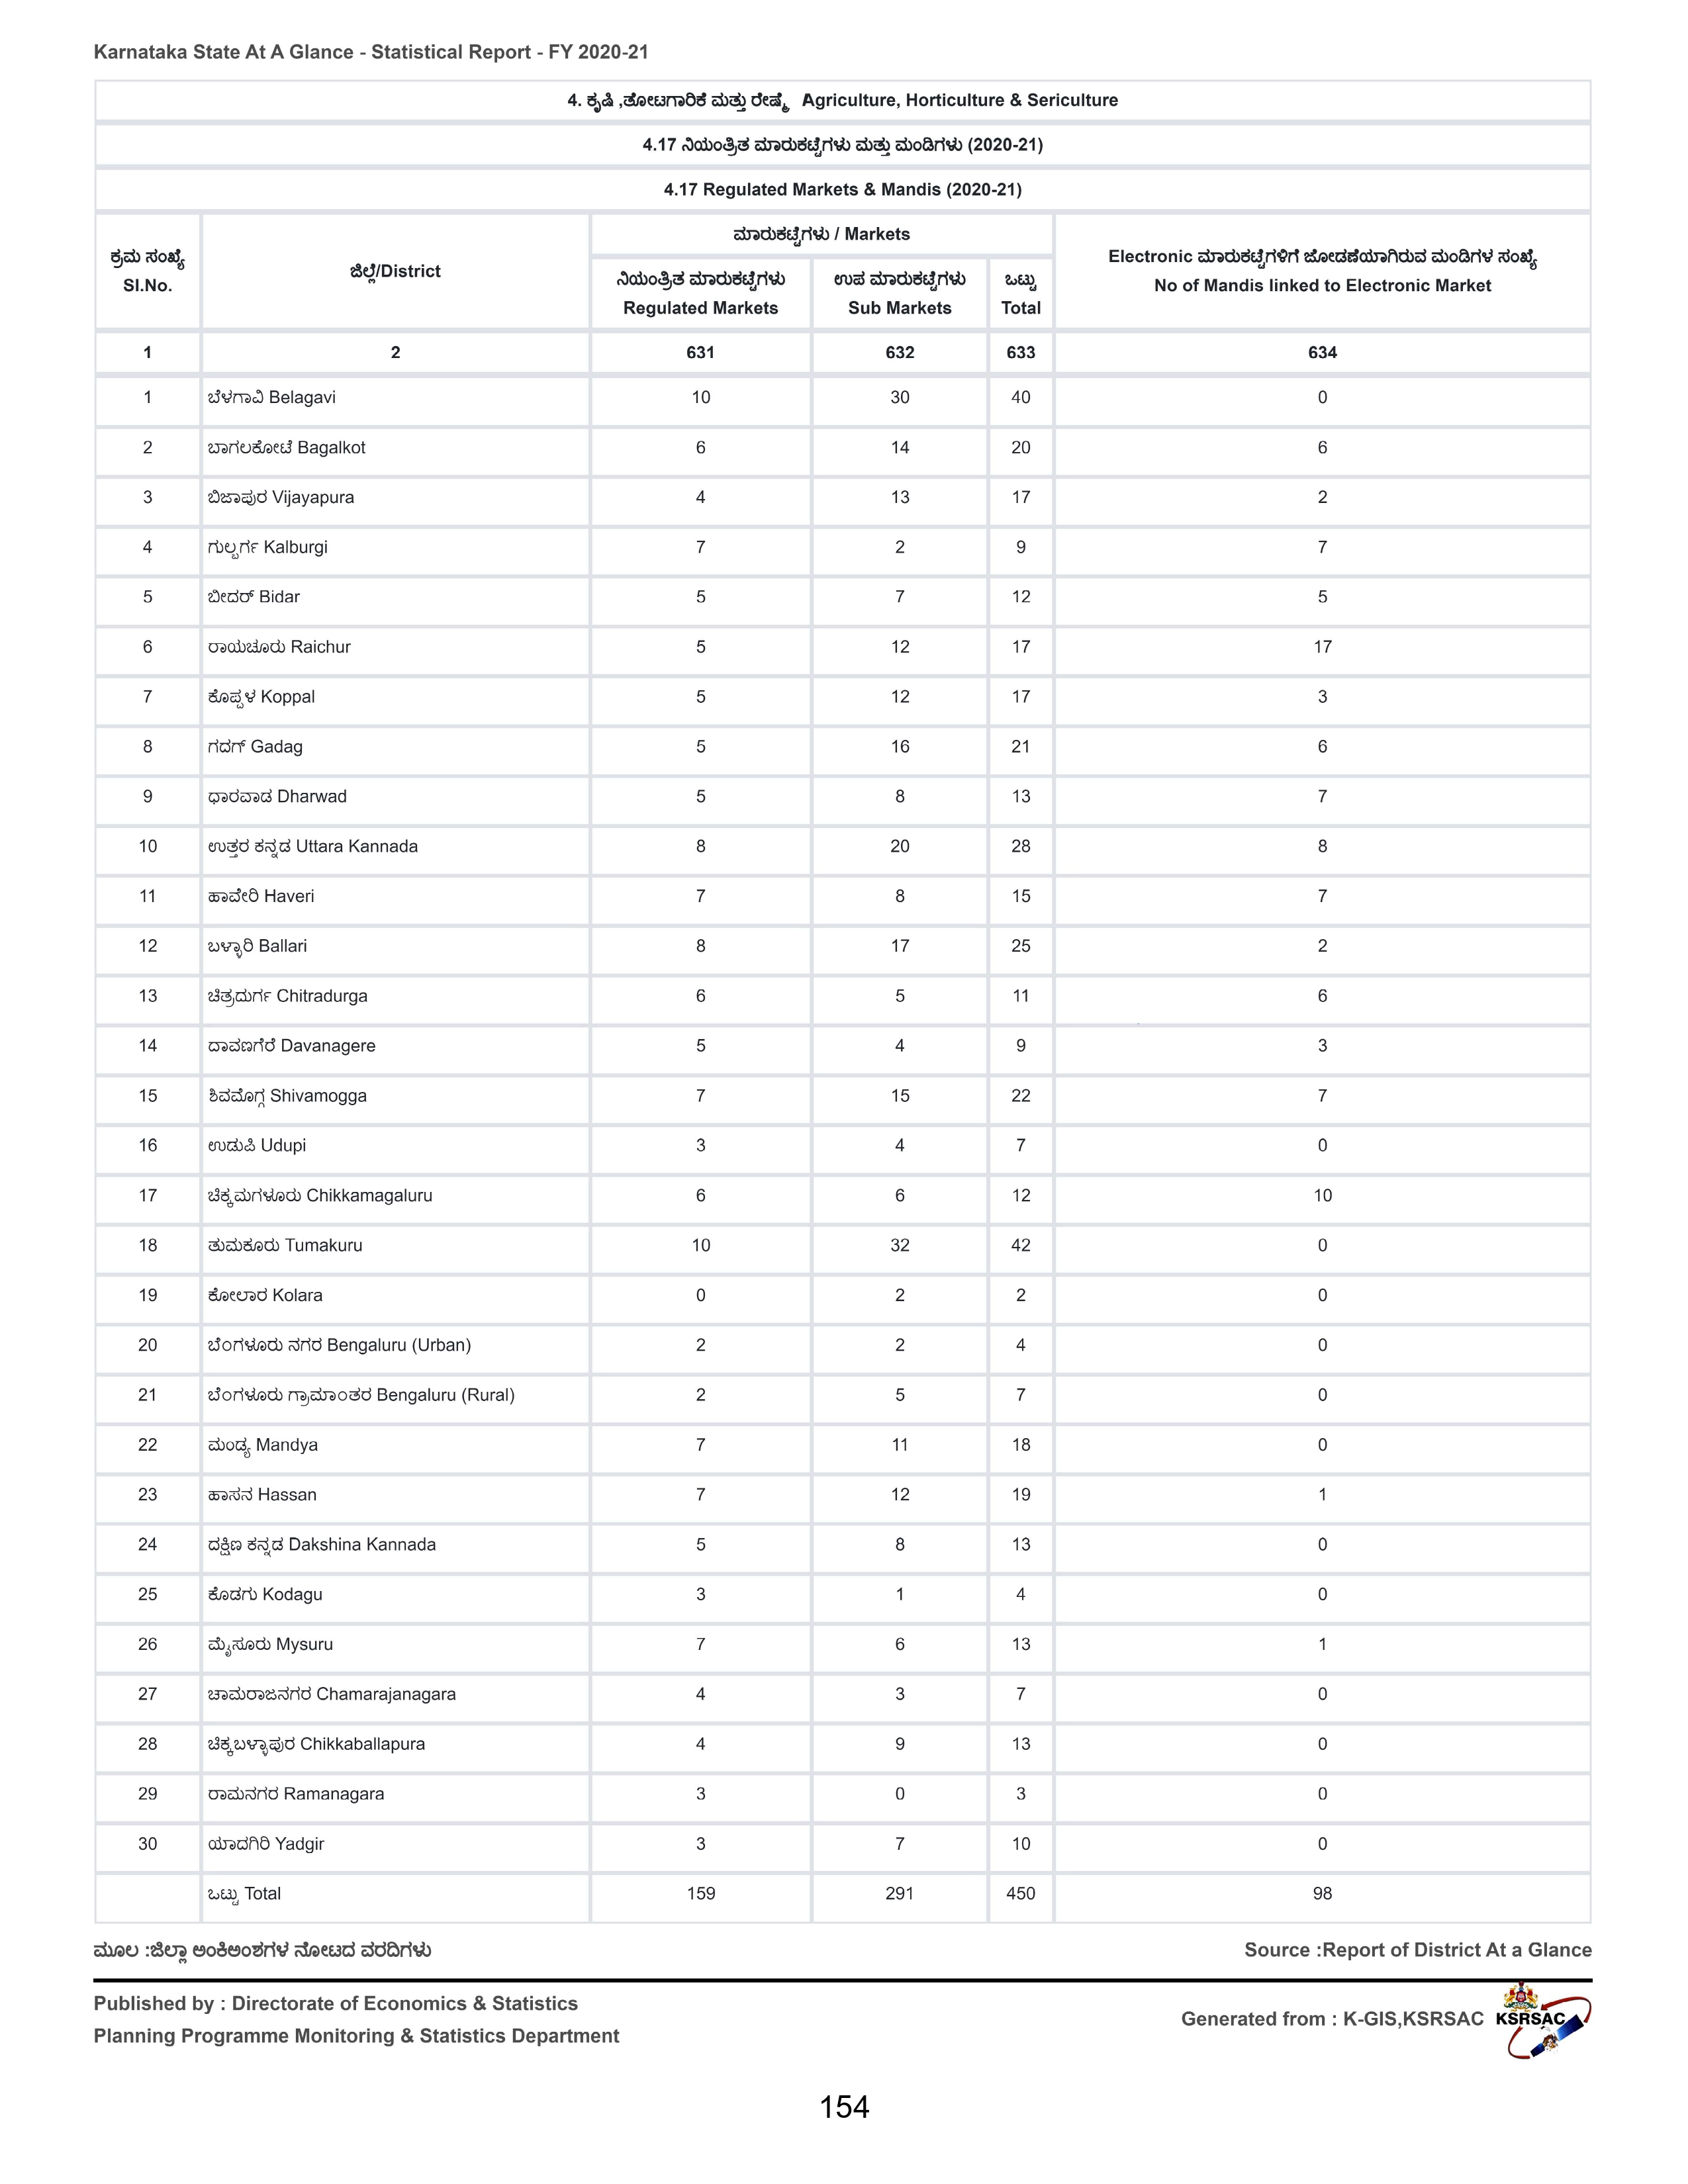 Karnataka State At A Glance - Statistical Report - FY 2020-21
4. ಕೃಷಿ ,ತೋಟಗಾರಿಕೆ ಮತ್ತು ರೇಷ್ಮೆ Agriculture, Horticulture & Sericulture
4.17 ನಿಯಂತ್ರಿತ ಮಾರುಕಟ್ಟೆಗಳು ಮತ್ತು ಮಂಡಿಗಳು (2020-21)
4.17 Regulated Markets & Mandis (2020-21)
ಕ್ರಮ ಸಂಖ್ಯೆ
Sl.No.
ಜಿಲ್ಲೆ/District
ಮಾರುಕಟ್ಟೆಗಳು / Markets
ನಿಯಂತ್ರಿತ ಮಾರುಕಟ್ಟೆಗಳು
Regulated Markets
ಉಪ ಮಾರುಕಟ್ಟೆಗಳು
Sub Markets
ಒಟ್ಟು
Total
Electronic ಮಾರುಕಟ್ಟೆಗಳಿಗೆ ಜೋಡಣೆಯಾಗಿರುವ ಮಂಡಿಗಳ ಸಂಖ್ಯೆ
No of Mandis linked to Electronic Market
1 2 631 632 633 634
1 ಬೆಳಗಾವಿ Belagavi 10 30 40 0
2 ಬಾಗಲಕೋಟೆ Bagalkot 6 14 20 6
3 ಬಿಜಾಪುರ Vijayapura 4 13 17 2
4 ಗುಲ್ಬರ್ಗ Kalburgi 7 2 9 7
5 ಬೀದರ್ Bidar 5 7 12 5
6 ರಾಯಚೂರು Raichur 5 12 17 17
7 ಕೊಪ್ಪಳ Koppal 5 12 17 3
8 ಗದಗ್ Gadag 5 16 21 6
9 ಧಾರವಾಡ Dharwad 5 8 13 7
10 ಉತ್ತರ ಕನ್ನಡ Uttara Kannada 8 20 28 8
11 ಹಾವೇರಿ Haveri 7 8 15 7
12 ಬಳ್ಳಾರಿ Ballari 8 17 25 2
13 ಚಿತ್ರದುರ್ಗ Chitradurga 6 5 11 6
14 ದಾವಣಗೆರೆ Davanagere 5 4 9 3
15 ಶಿವಮೊಗ್ಗ Shivamogga 7 15 22 7
16 ಉಡುಪಿ Udupi 3 4 7 0
17 ಚಿಕ್ಕಮಗಳೂರು Chikkamagaluru 6 6 12 10
18 ತುಮಕೂರು Tumakuru 10 32 42 0
19 ಕೋಲಾರ Kolara 0 2 2 0
20 ಬೆಂಗಳೂರು ನಗರ Bengaluru (Urban) 2 2 4 0
21 ಬೆಂಗಳೂರು ಗ್ರಾಮಾಂತರ Bengaluru (Rural) 2 5 7 0
22 ಮಂಡ್ಯ Mandya 7 11 18 0
23 ಹಾಸನ Hassan 7 12 19 1
24 ದಕ್ಷಿಣ ಕನ್ನಡ Dakshina Kannada 5 8 13 0
25 ಕೊಡಗು Kodagu 3 1 4 0
26 ಮೈಸೂರು Mysuru 7 6 13 1
27 ಚಾಮರಾಜನಗರ Chamarajanagara 4 3 7 0
28 ಚಿಕ್ಕಬಳ್ಳಾಪುರ Chikkaballapura 4 9 13 0
29 ರಾಮನಗರ Ramanagara 3 0 3 0
30 ಯಾದಗಿರಿ Yadgir 3 7 10 0
ಒಟ್ಟು Total 159 291 450 98
ಮೂಲ :ಜಿಲ್ಲಾ ಅಂಕಿಅಂಶಗಳ ನೋಟದ ವರದಿಗಳು Source :Report of District At a Glance
Published by : Directorate of Economics & Statistics
Planning Programme Monitoring & Statistics Department
Generated from : K-GIS,KSRSAC
KSRSAC
154